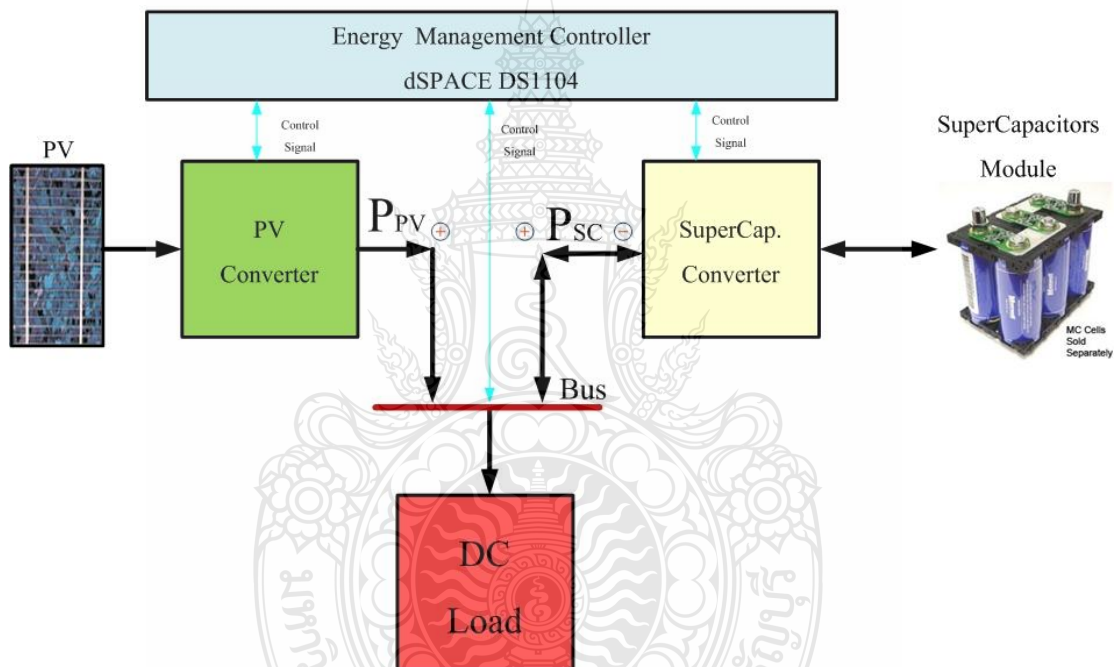 Energy Management Controller
dSPACE DS1104
Control
Signal
Control
Signal
Control
Signal
PV
PV
Converter
PPV
+
+
PSC
−
SuperCap.
Converter
SuperCapacitors
Module
MC Cells
Sold
Separately
Bus
DC
Load